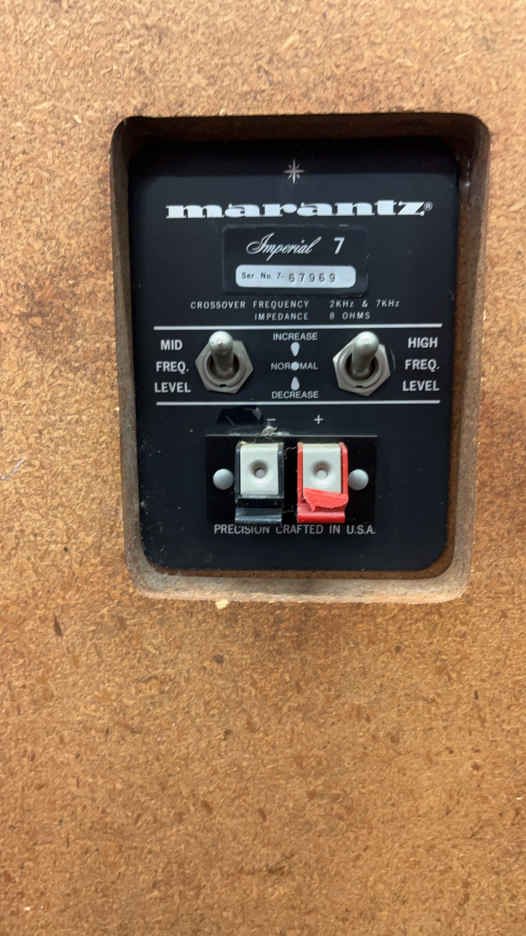 marantz®
Imperial 7
Ser. No. 7- 67969
CROSSOVER FREQUENCY 2KHz & 7KHz
IMPEDANCE 8 OHMS
MID
FREQ.
LEVEL
INCREASE
NORMAL
DECREASE
HIGH
FREQ.
LEVEL
− +
PRECISION CRAFTED IN U.S.A.